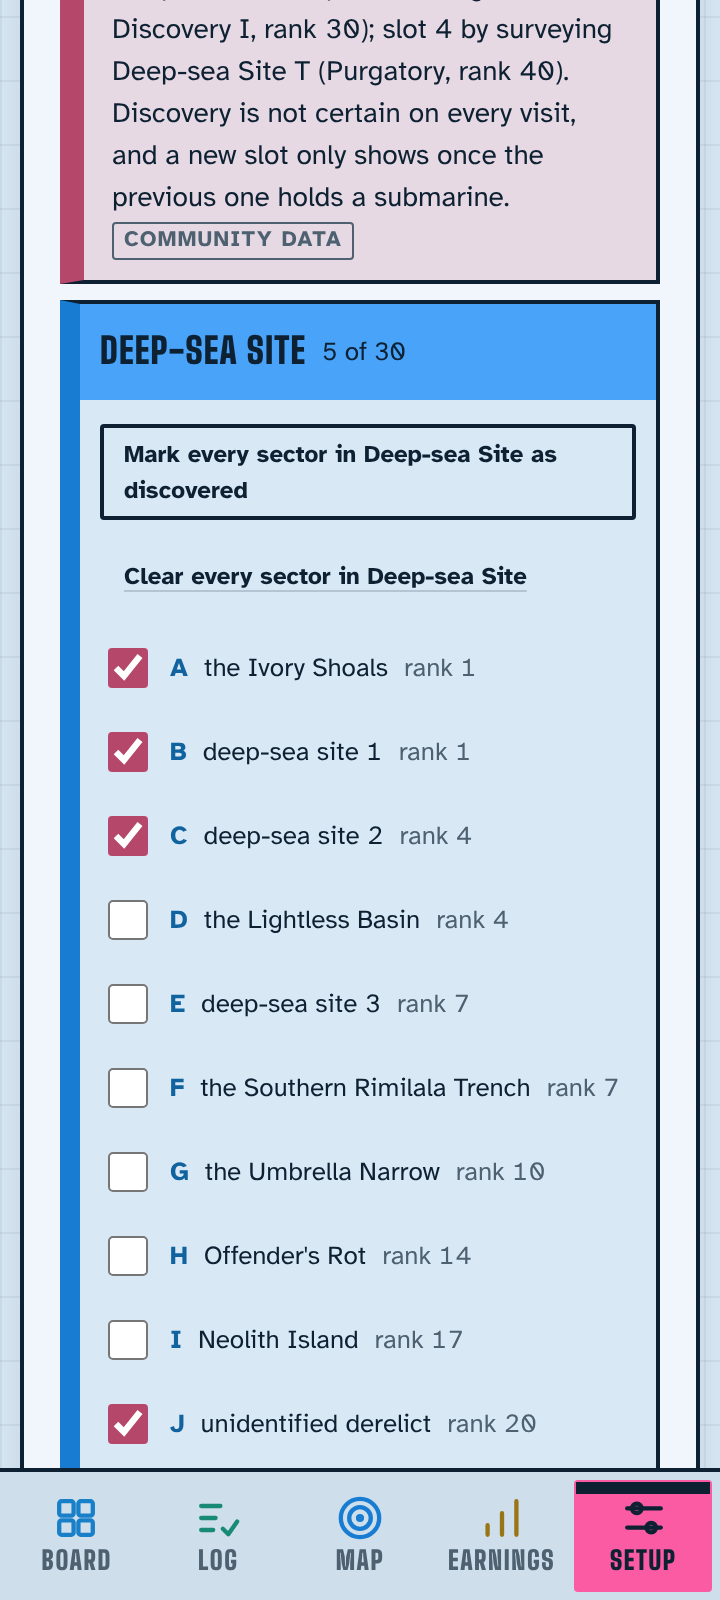 Discovery I, rank 30); slot 4 by surveying
Deep-sea Site T (Purgatory, rank 40).
Discovery is not certain on every visit,
and a new slot only shows once the
previous one holds a submarine.
COMMUNITY DATA
DEEP-SEA SITE 5 of 30
Mark every sector in Deep-sea Site as
discovered
Clear every sector in Deep-sea Site
A the Ivory Shoals rank 1
B deep-sea site 1 rank 1
C deep-sea site 2 rank 4
D the Lightless Basin rank 4
E deep-sea site 3 rank 7
F the Southern Rimilala Trench rank 7
G the Umbrella Narrow rank 10
H Offender's Rot rank 14
I Neolith Island rank 17
J unidentified derelict rank 20
BOARD LOG MAP EARNINGS SETUP